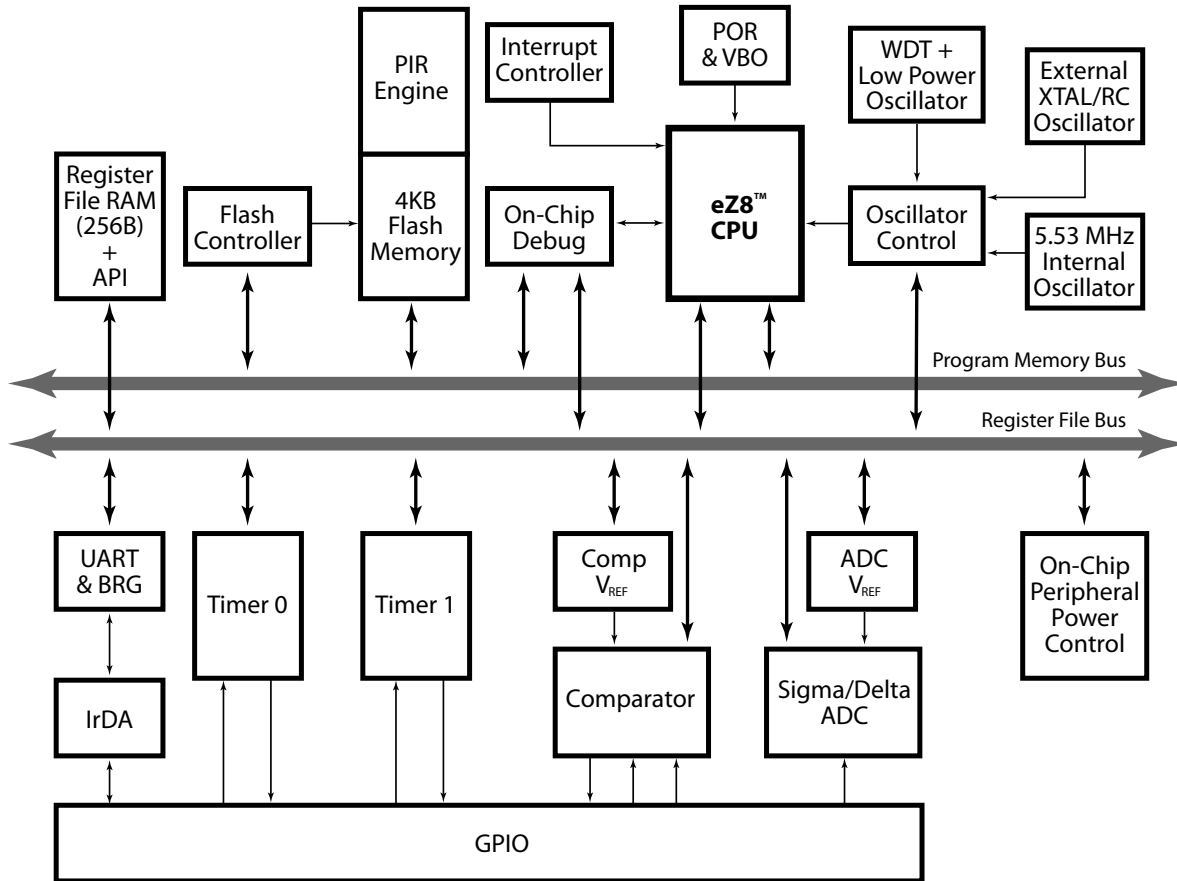 PIR
Engine
Interrupt
Controller
POR
& VBO
WDT +
Low Power
Oscillator
External
XTAL/RC
Oscillator
Register
File RAM
(256B)
+
API
Flash
Controller
4KB
Flash
Memory
On-Chip
Debug
eZ8™
CPU
Oscillator
Control
5.53 MHz
Internal
Oscillator
Program Memory Bus
Register File Bus
UART
& BRG
Timer 0
Timer 1
Comp
VREF
ADC
VREF
On-Chip
Peripheral
Power
Control
IrDA
Comparator
Sigma/Delta
ADC
GPIO